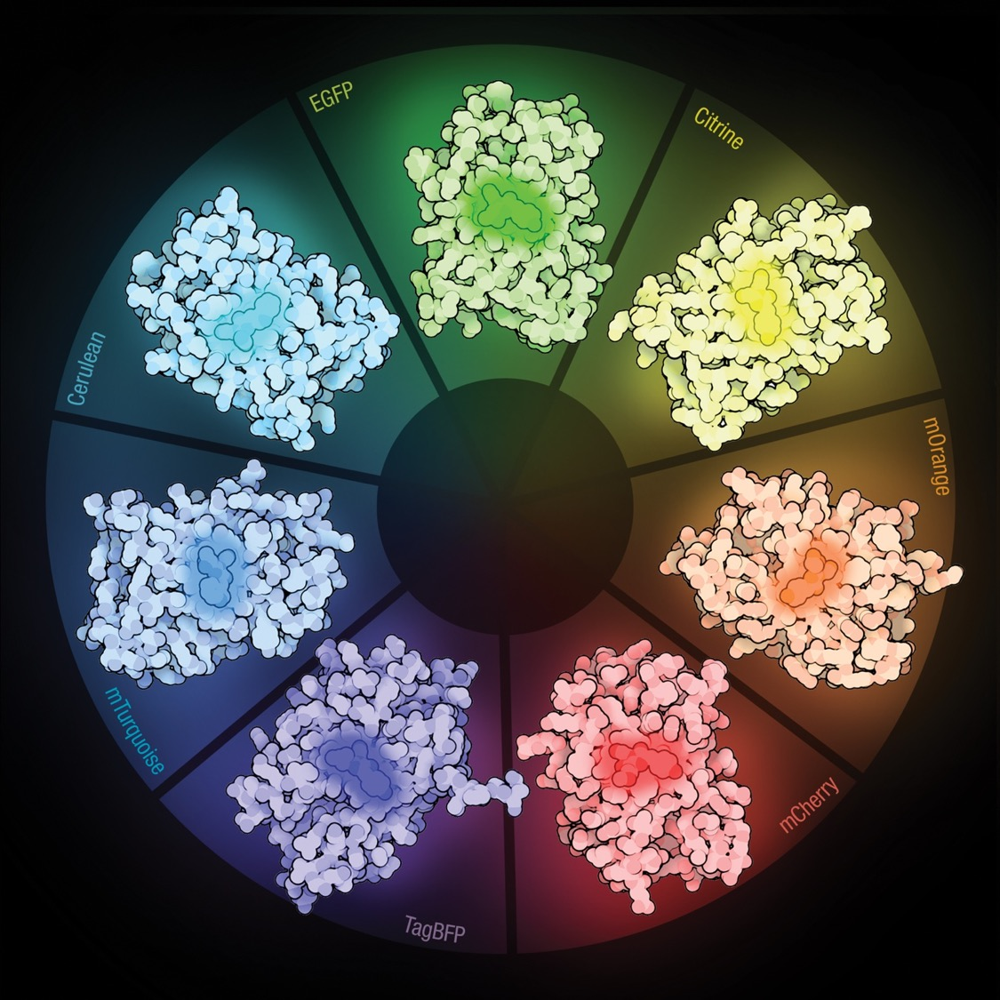 EGFP
Citrine
mOrange
mCherry
TagBFP
mTurquoise
Cerulean